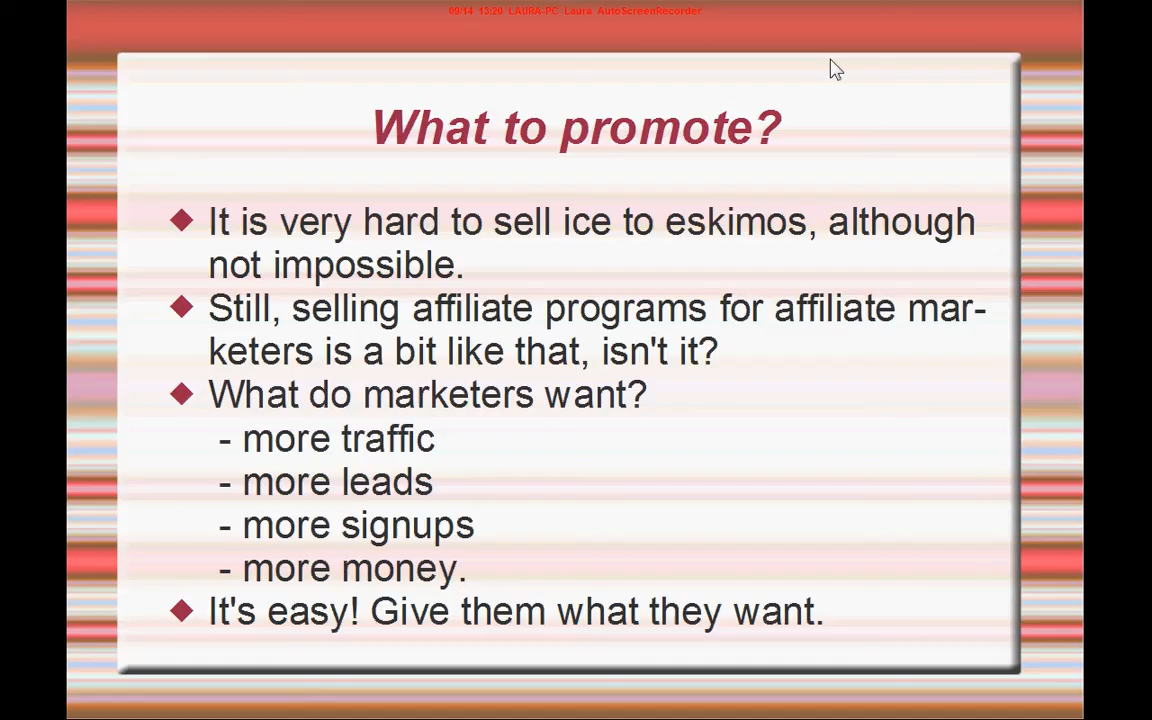 09/14 13:20 LAURA-PC Laura AutoScreenRecorder
What to promote?
It is very hard to sell ice to eskimos, although
not impossible.
Still, selling affiliate programs for affiliate mar-
keters is a bit like that, isn't it?
What do marketers want?
- more traffic
- more leads
- more signups
- more money.
It's easy! Give them what they want.